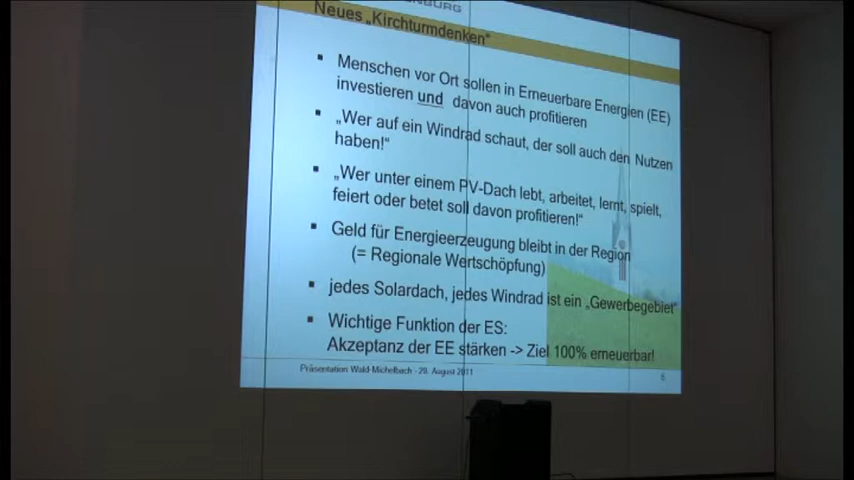 Neues „Kirchturmdenken“
▪ Menschen vor Ort sollen in Erneuerbare Energien (EE)
investieren und davon auch profitieren
▪ „Wer auf ein Windrad schaut, der soll auch den Nutzen
haben!“
▪ „Wer unter einem PV-Dach lebt, arbeitet, lernt, spielt,
feiert oder betet soll davon profitieren!“
▪ Geld für Energieerzeugung bleibt in der Region
(= Regionale Wertschöpfung)
▪ jedes Solardach, jedes Windrad ist ein „Gewerbegebiet“
▪ Wichtige Funktion der ES:
Akzeptanz der EE stärken -> Ziel 100% erneuerbar!
Präsentation Wald-Michelbach - 29. August 2011